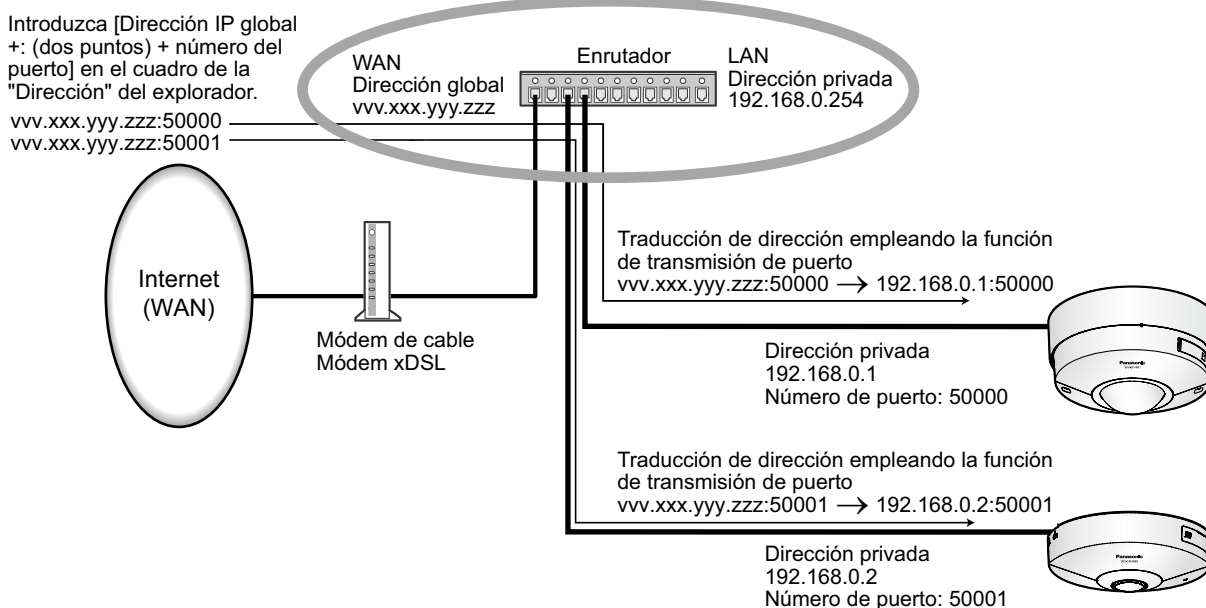 Introduzca [Dirección IP global
+: (dos puntos) + número del
puerto] en el cuadro de la
"Dirección" del explorador.
vvv.xxx.yyy.zzz:50000
vvv.xxx.yyy.zzz:50001
WAN
Dirección global
vvv.xxx.yyy.zzz
Enrutador
LAN
Dirección privada
192.168.0.254
Internet
(WAN)
Módem de cable
Módem xDSL
Traducción de dirección empleando la función
de transmisión de puerto
vvv.xxx.yyy.zzz:50000 → 192.168.0.1:50000
Dirección privada
192.168.0.1
Número de puerto: 50000
Panasonic
Traducción de dirección empleando la función
de transmisión de puerto
vvv.xxx.yyy.zzz:50001 → 192.168.0.2:50001
Dirección privada
192.168.0.2
Número de puerto: 50001
Panasonic